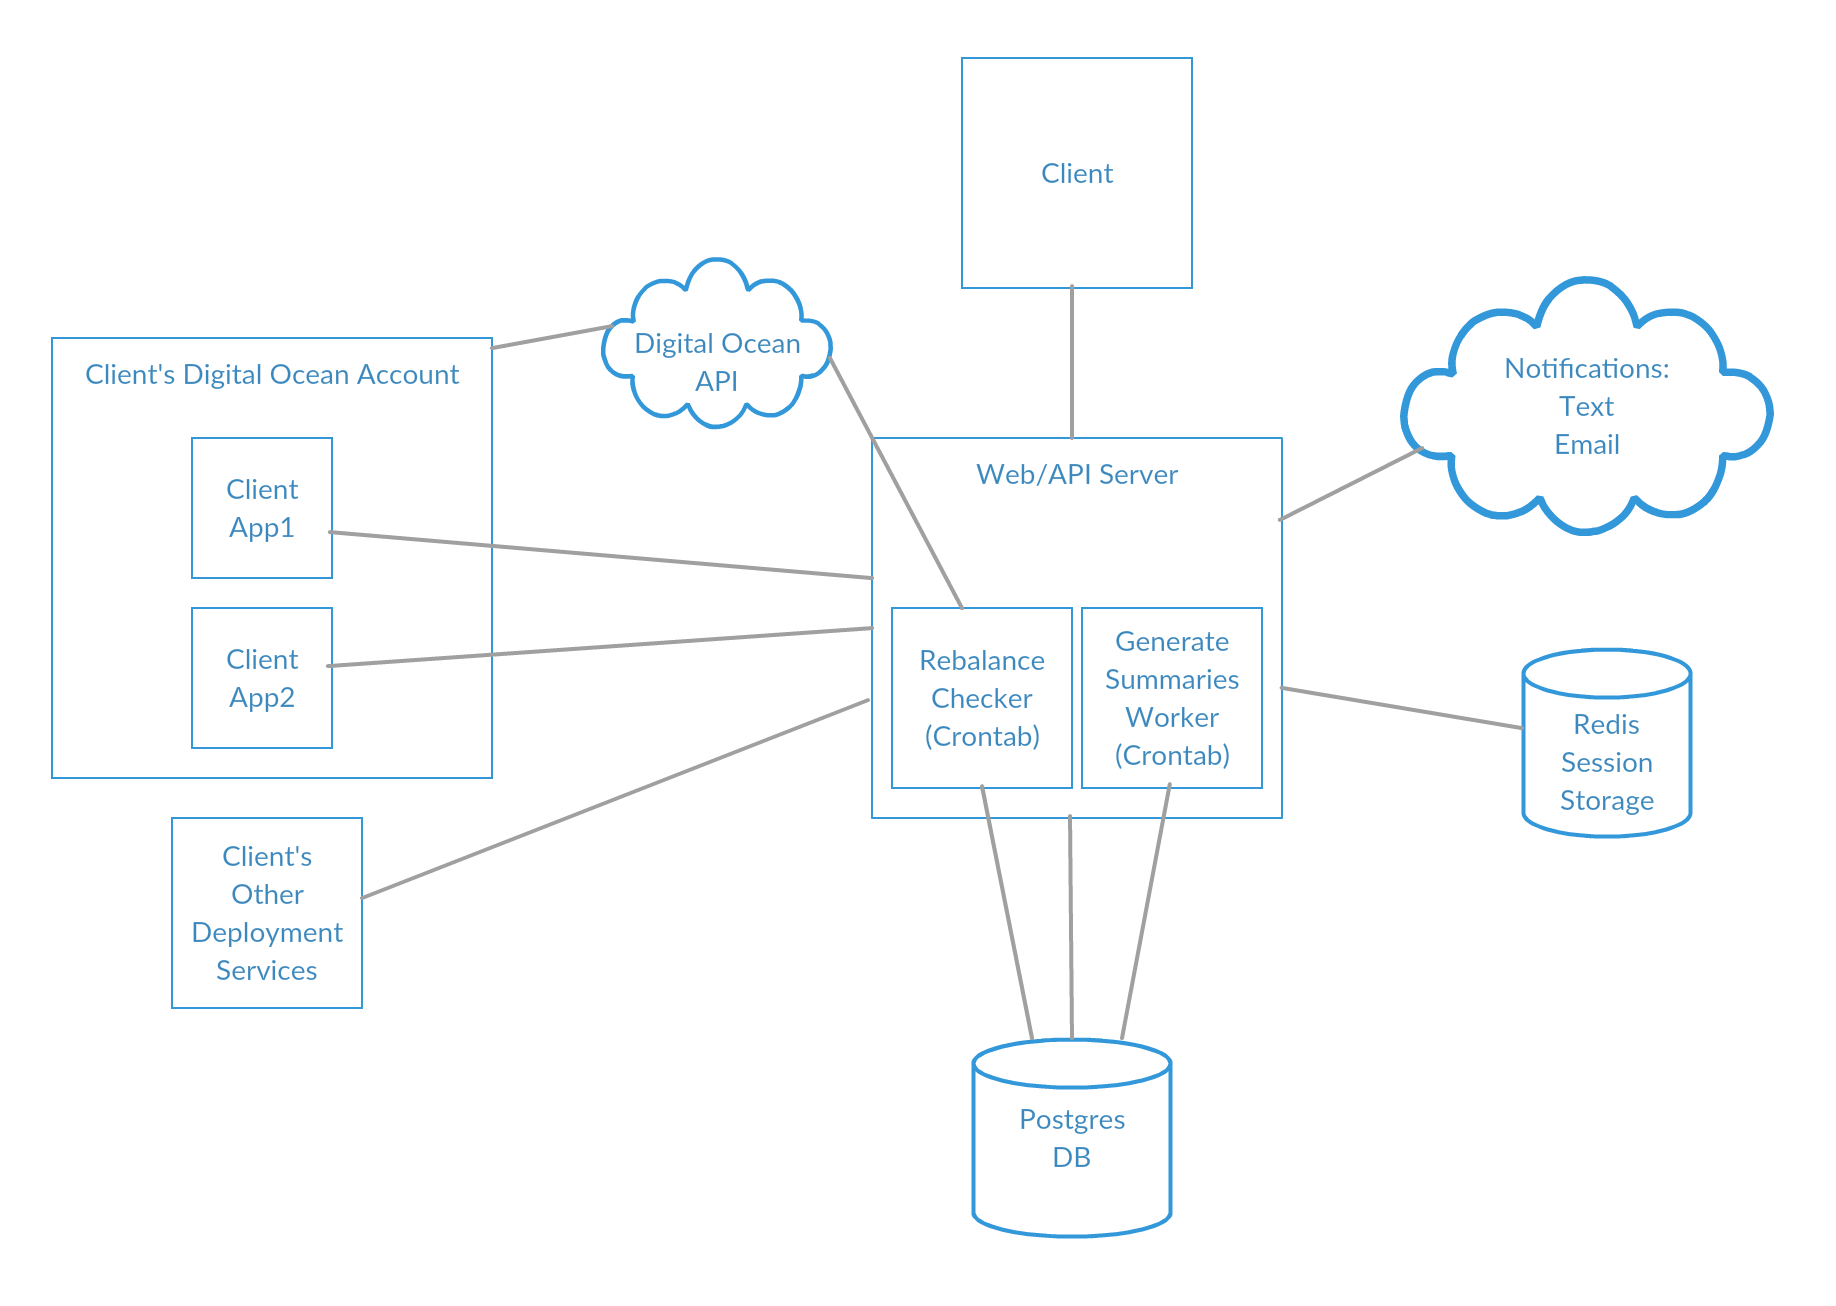 Client
Digital Ocean
API
Notifications:
Text
Email
Client's Digital Ocean Account
Client
App1
Client
App2
Web/API Server
Rebalance
Checker
(Crontab)
Generate
Summaries
Worker
(Crontab)
Redis
Session
Storage
Client's
Other
Deployment
Services
Postgres
DB